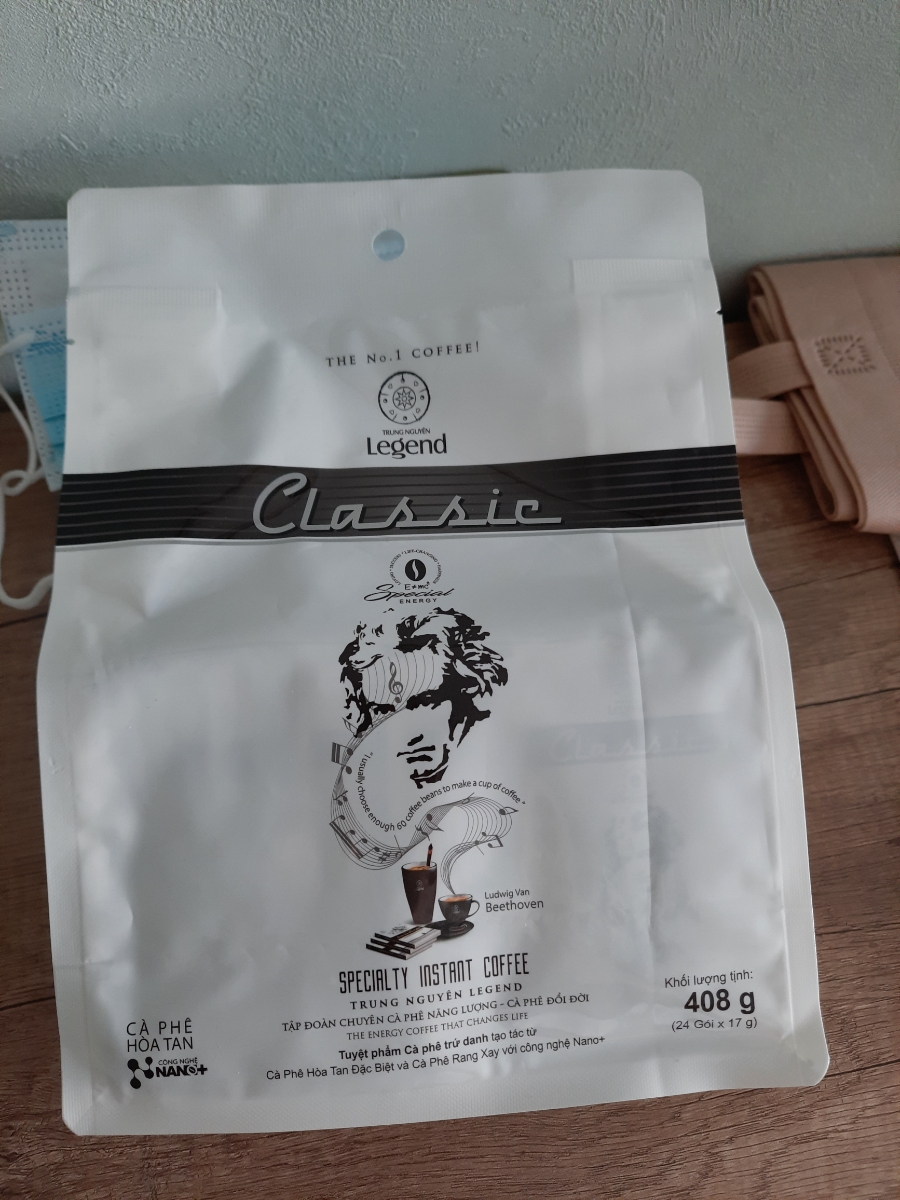 THE No.1 COFFEE!
TRUNG NGUYÊN
Legend
Classic
E=mc²
Special
ENERGY
"I usually choose enough 60 coffee beans to make a cup of coffee"
Classic
Ludwig Van
Beethoven
SPECIALTY INSTANT COFFEE
TRUNG NGUYÊN LEGEND
TẬP ĐOÀN CHUYÊN CÀ PHÊ NĂNG LƯỢNG - CÀ PHÊ ĐỔI ĐỜI
THE ENERGY COFFEE THAT CHANGES LIFE
Tuyệt phẩm Cà phê trứ danh tạo tác từ
Cà Phê Hòa Tan Đặc Biệt và Cà Phê Rang Xay với công nghệ Nano+
CÀ PHÊ
HÒA TAN
CÔNG NGHỆ
NANO+
Khối lượng tịnh:
408 g
(24 Gói x 17 g)